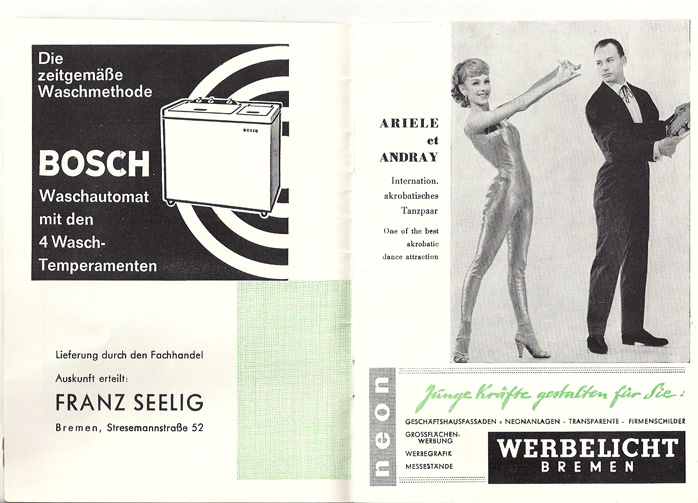 Die
zeitgemäße
Waschmethode
BOSCH
BOSCH
Waschautomat
mit den
4 Wasch-
Temperamenten
Lieferung durch den Fachhandel
Auskunft erteilt:
FRANZ SEELIG
Bremen, Stresemannstraße 52
ARIELE
et
ANDRAY
Internation.
akrobatisches
Tanzpaar
One of the best
akrobatic
dance attraction
neon
Junge Kräfte gestalten für Sie:
GESCHÄFTSHAUSFASSADEN • NEONANLAGEN • TRANSPARENTE • FIRMENSCHILDER
GROSSFLÄCHEN-
WERBUNG
WERBEGRAFIK
MESSESTÄNDE
WERBELICHT
BREMEN